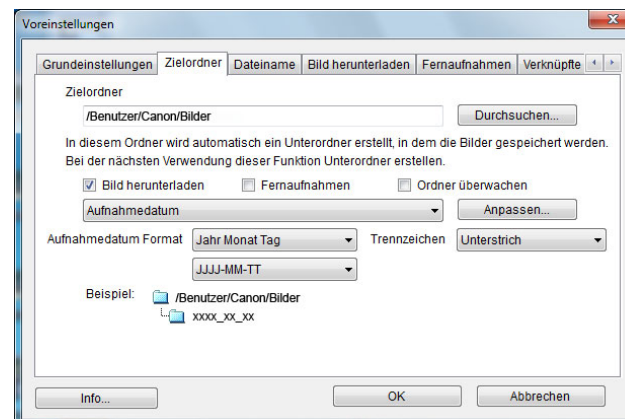 Voreinstellungen
Grundeinstellungen Zielordner Dateiname Bild herunterladen Fernaufnahmen Verknüpfte
Zielordner
/Benutzer/Canon/Bilder Durchsuchen...
In diesem Ordner wird automatisch ein Unterordner erstellt, in dem die Bilder gespeichert werden.
Bei der nächsten Verwendung dieser Funktion Unterordner erstellen.
Bild herunterladen Fernaufnahmen Ordner überwachen
Aufnahmedatum Anpassen...
Aufnahmedatum Format Jahr Monat Tag Trennzeichen Unterstrich
JJJJ-MM-TT
Beispiel: /Benutzer/Canon/Bilder
xxxx_xx_xx
Info... OK Abbrechen